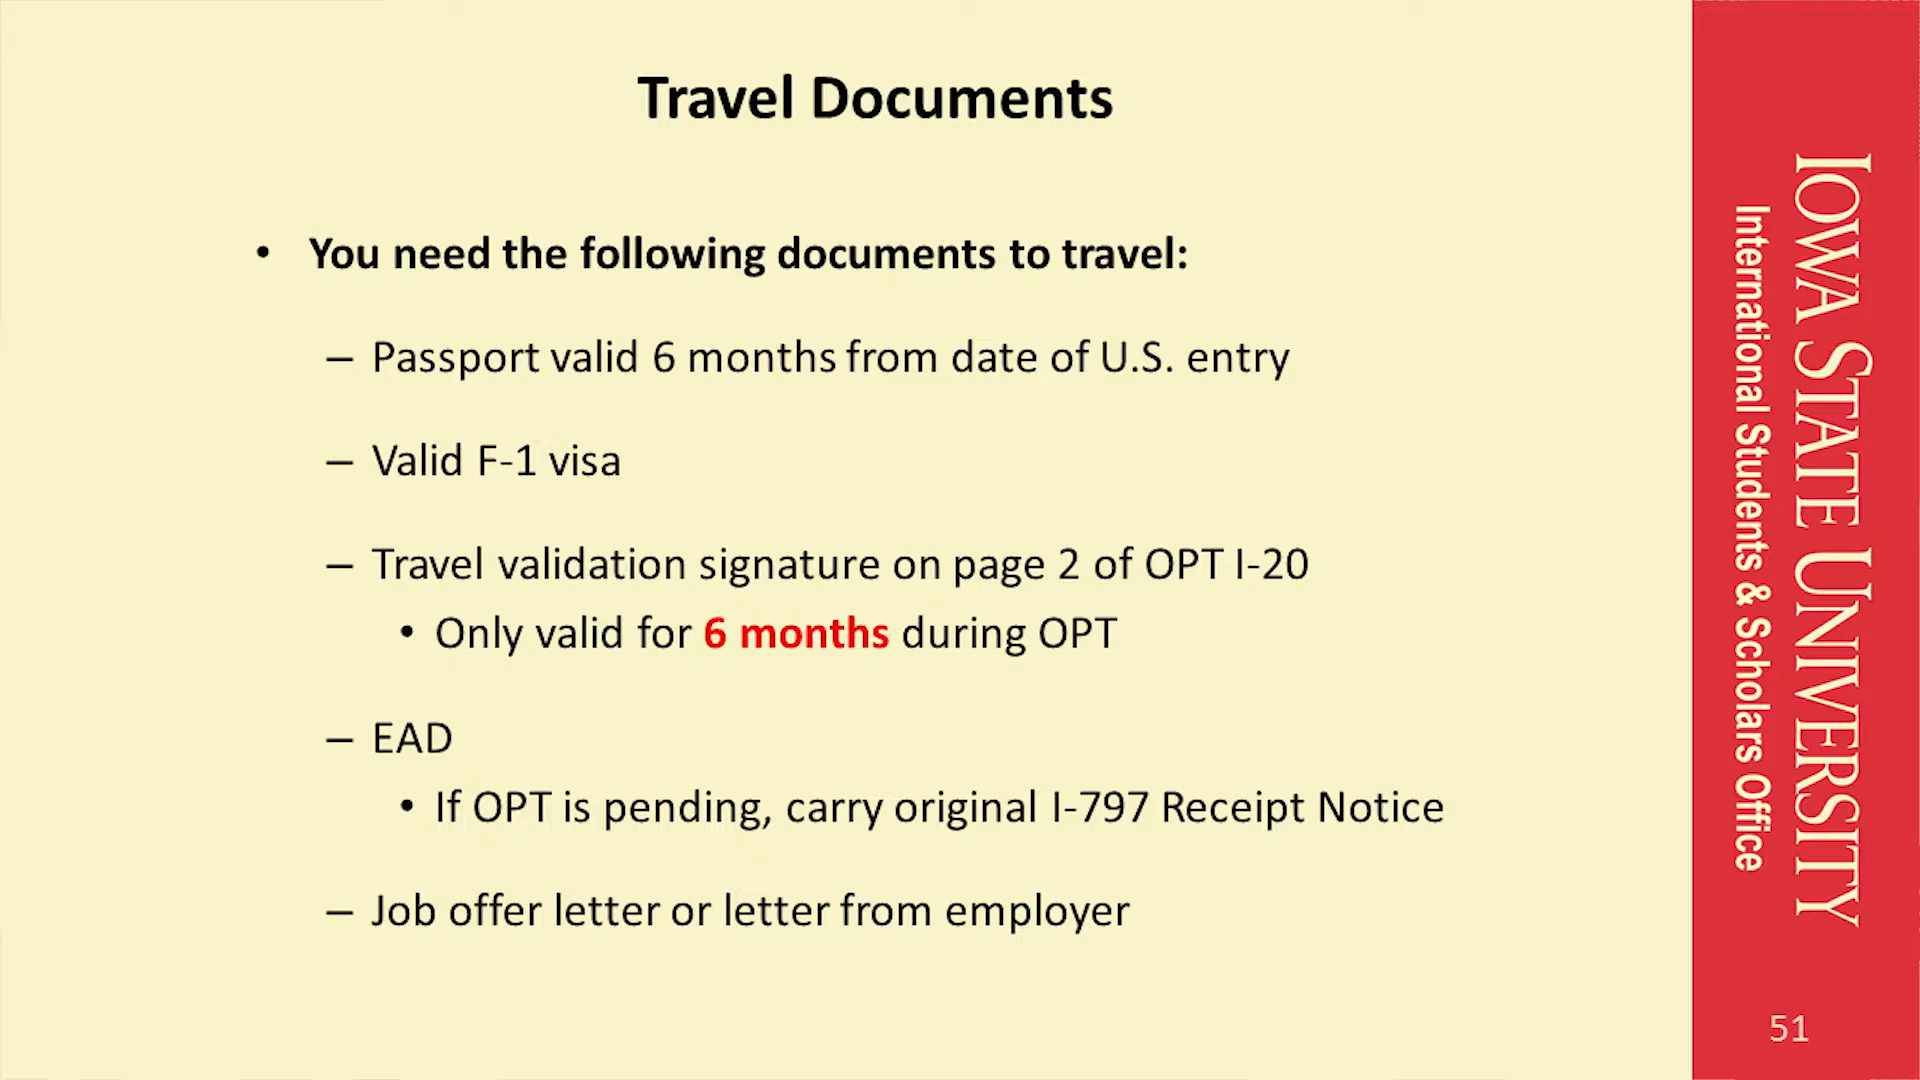 Travel Documents
• You need the following documents to travel:
– Passport valid 6 months from date of U.S. entry
– Valid F-1 visa
– Travel validation signature on page 2 of OPT I-20
• Only valid for 6 months during OPT
– EAD
• If OPT is pending, carry original I-797 Receipt Notice
– Job offer letter or letter from employer
IOWA STATE UNIVERSITY
International Students & Scholars Office
51